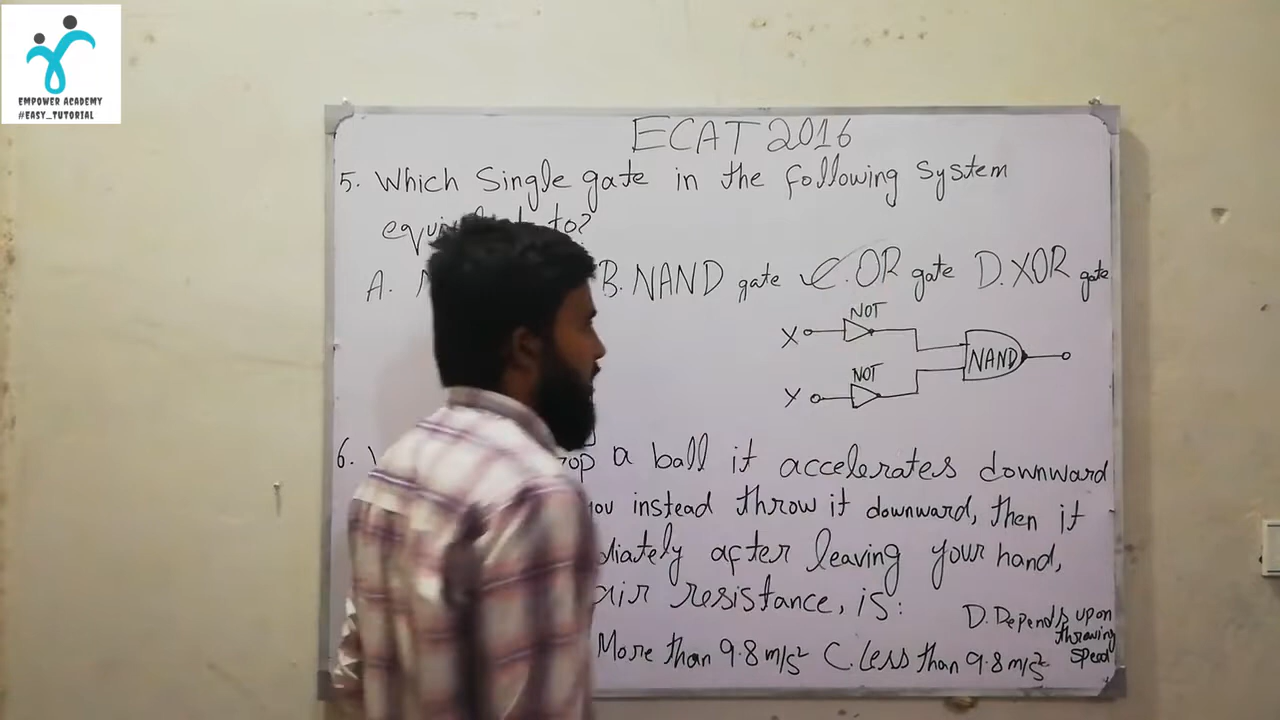 EMPOWER ACADEMY
#EASY_TUTORIAL
ECAT 2016
5. Which Single gate in the following System
to?
A. B. NAND gate C. OR gate D. XOR gate
NOT
X
NAND
NOT
Y
6. a ball it accelerates downward
you instead throw it downward, then it
after leaving your hand,
air resistance, is:
More than 9.8 m/s² C. Less than 9.8 m/s²
D. Depends upon
throwing
speed